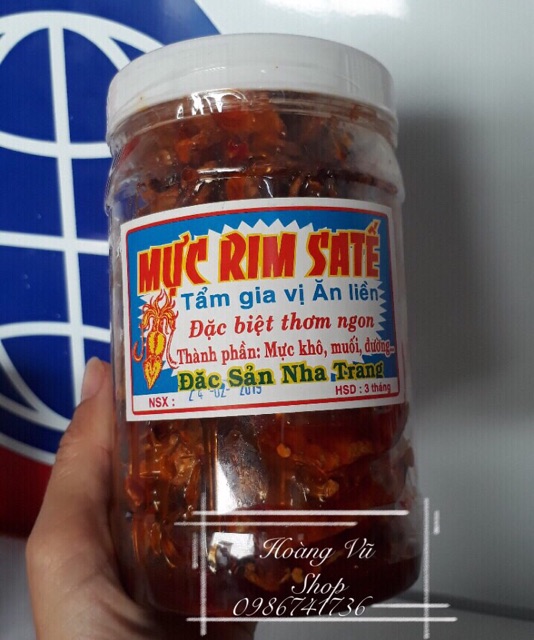 MỰC RIM SATẾ
Tẩm gia vị Ăn liền
Đặc biệt thơm ngon
Thành phần: Mực khô, muối, đường...
Đặc Sản Nha Trang
NSX : 24 -02- 2019 HSD : 3 tháng
Hoàng Vũ
Shop
0986741736